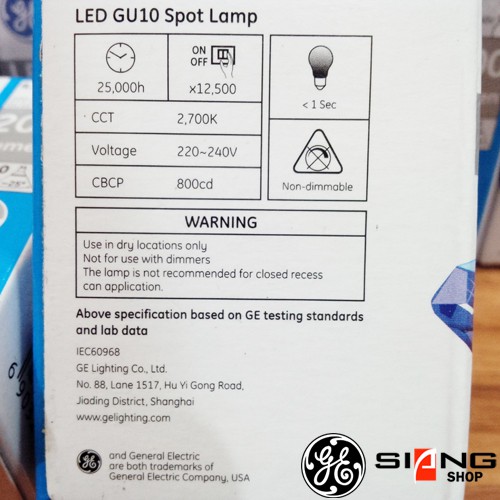 LED GU10 Spot Lamp
25,000h
ON
OFF
x12,500
< 1 Sec
CCT 2,700K
Voltage 220~240V
CBCP 800cd
Non-dimmable
WARNING
Use in dry locations only
Not for use with dimmers
The lamp is not recommended for closed recess
can application.
Above specification based on GE testing standards
and lab data
IEC60968
GE Lighting Co., Ltd.
No. 88, Lane 1517, Hu Yi Gong Road,
Jiading District, Shanghai
www.gelighting.com
GE and General Electric
are both trademarks of
General Electric Company, USA
GE
SIANG
SHOP